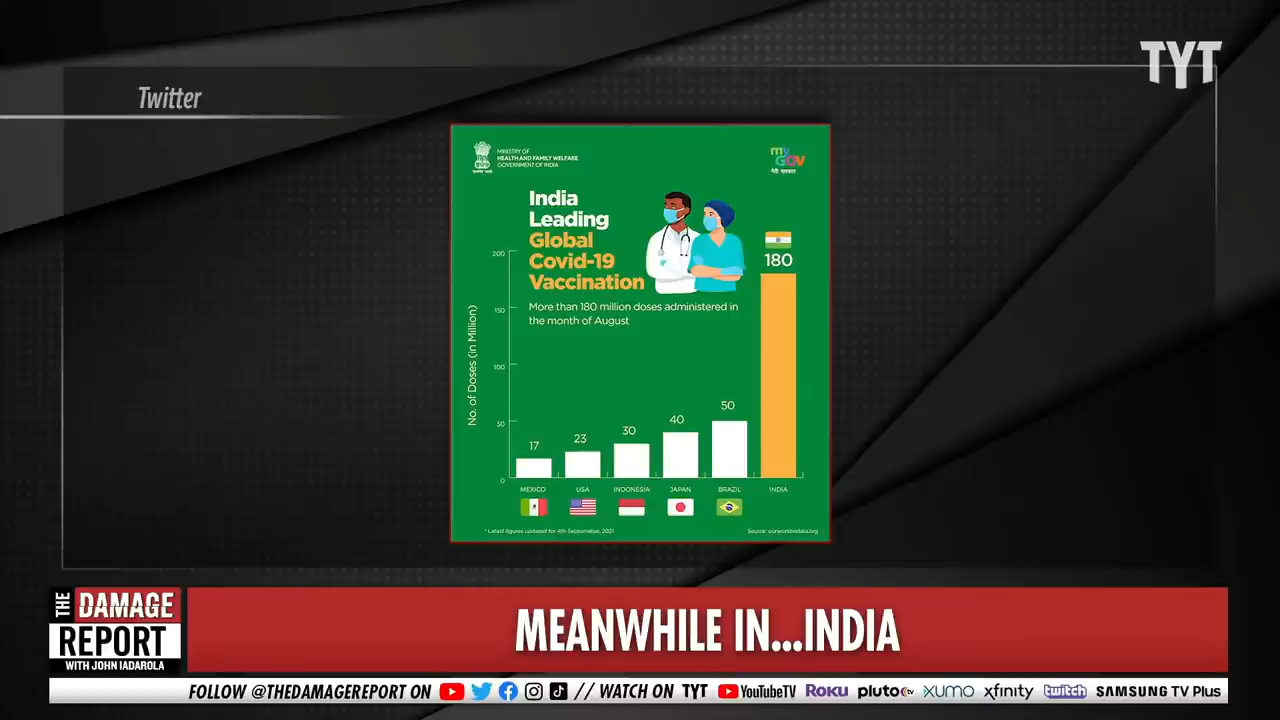 TYT
Twitter
MINISTRY OF
HEALTH AND FAMILY WELFARE
GOVERNMENT OF INDIA
my
GOV
मेरी सरकार
India
Leading
Global
Covid-19
Vaccination
More than 180 million doses administered in
the month of August
No. of Doses (in Million)
200
150
100
50
0
17
23
30
40
50
180
MEXICO
USA
INDONESIA
JAPAN
BRAZIL
INDIA
* Latest figures updated for 4th September, 2021
Source: ourworldindata.org
THE DAMAGE
REPORT
WITH JOHN IADAROLA
MEANWHILE IN...INDIA
FOLLOW @THEDAMAGEREPORT ON // WATCH ON TYT YouTubeTV ROKU pluto tv XUMO xfinity twitch SAMSUNG TV Plus